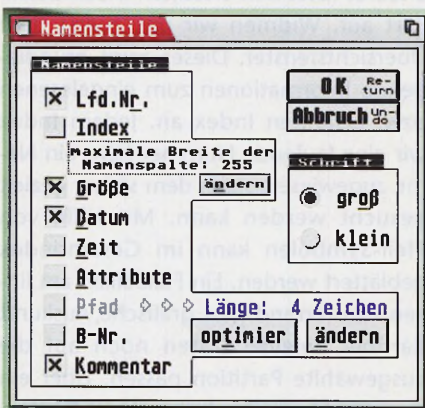 Namensteile
Namensteile
OK Return
Lfd.Nr.
Abbruch
Index
maximale Breite der
Namenspalte: 255
ändern
Schrift
Größe
groß
Datum
Zeit
klein
Attribute
Pfad Länge: 4 Zeichen
B-Nr. optimier ändern
Kommentar